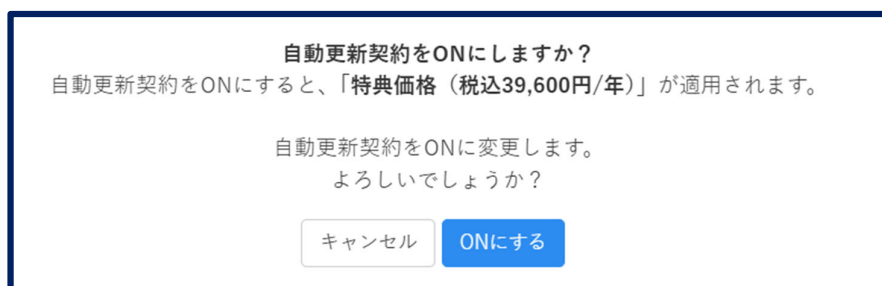 自動更新契約をONにしますか？
自動更新契約をONにすると、「特典価格（税込39,600円/年）」が適用されます。
自動更新契約をONに変更します。
よろしいでしょうか？
キャンセル ONにする